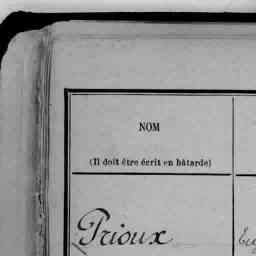 NOM
(Il doit être écrit en bâtarde)
Prioux